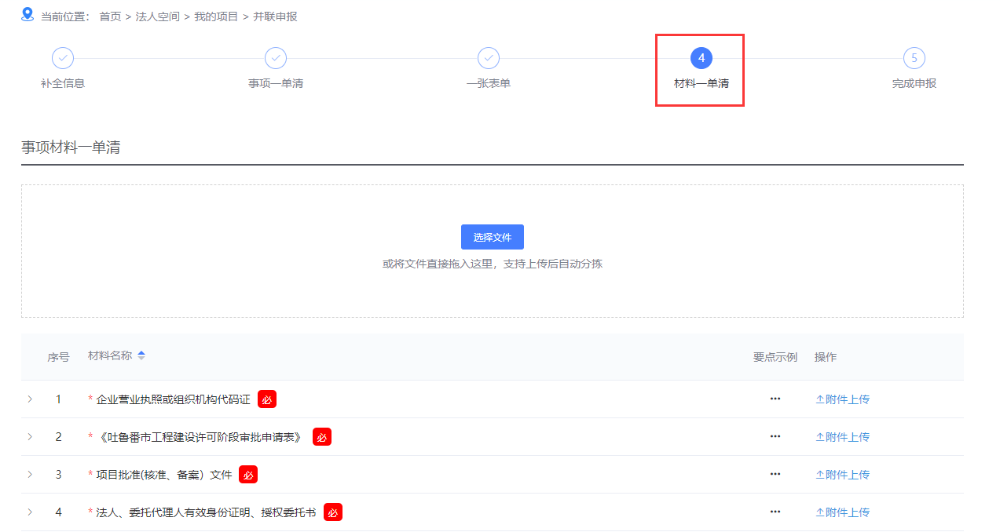 当前位置： 首页 > 法人空间 > 我的项目 > 并联申报
4 5
补全信息 事项一单清 一张表单 材料一单清 完成申报
事项材料一单清
选择文件
或将文件直接拖入这里，支持上传后自动分拣
序号 材料名称 要点示例 操作
> 1 * 企业营业执照或组织机构代码证 必 ••• 附件上传
> 2 * 《吐鲁番市工程建设许可阶段审批申请表》 必 ••• 附件上传
> 3 * 项目批准(核准、备案）文件 必 ••• 附件上传
> 4 * 法人、委托代理人有效身份证明、授权委托书 必 ••• 附件上传